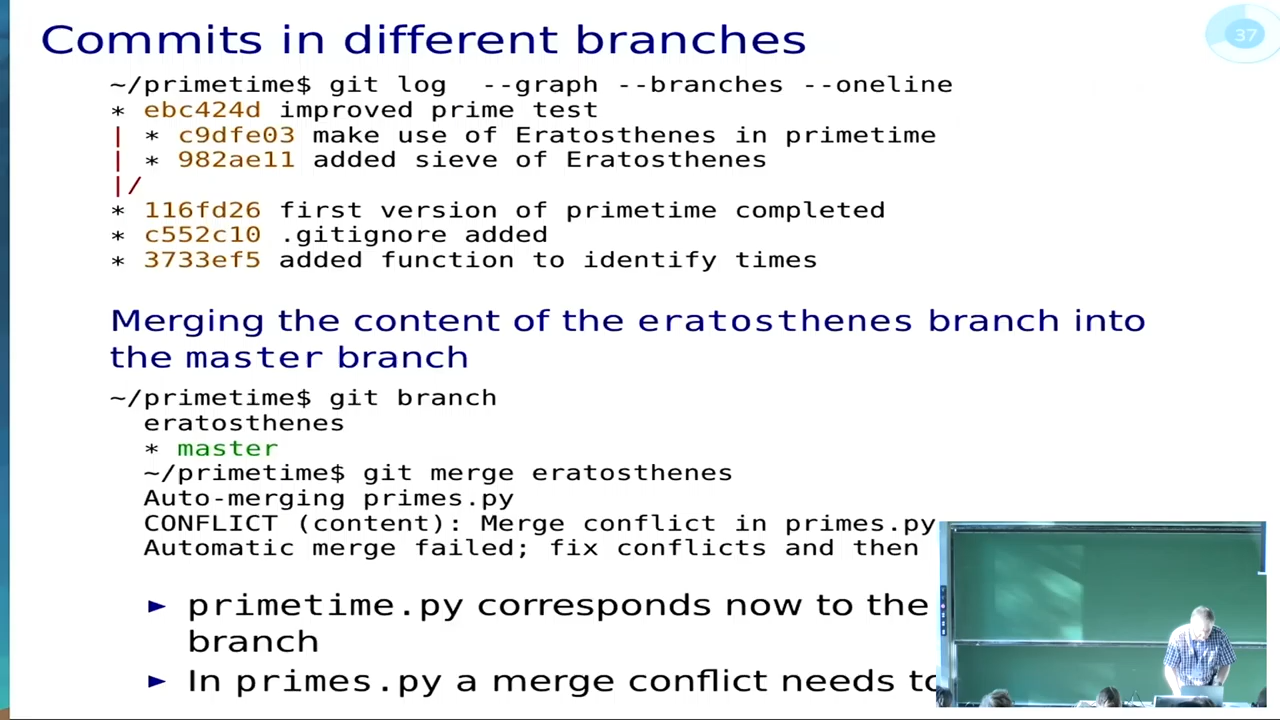 Commits in different branches
37
~/primetime$ git log  --graph --branches --oneline
* ebc424d improved prime test
| * c9dfe03 make use of Eratosthenes in primetime
| * 982ae11 added sieve of Eratosthenes
|/
* 116fd26 first version of primetime completed
* c552c10 .gitignore added
* 3733ef5 added function to identify times
Merging the content of the eratosthenes branch into
the master branch
~/primetime$ git branch
eratosthenes
* master
~/primetime$ git merge eratosthenes
Auto-merging primes.py
CONFLICT (content): Merge conflict in primes.py
Automatic merge failed; fix conflicts and then
► primetime.py corresponds now to the
branch
► In primes.py a merge conflict needs to